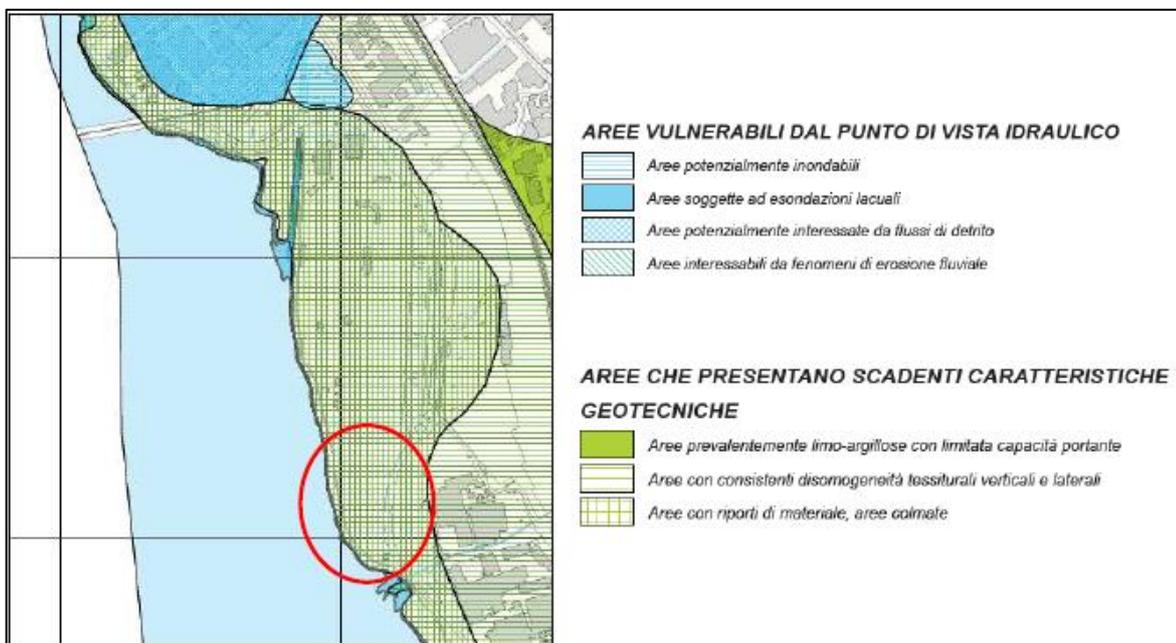 AREE VULNERABILI DAL PUNTO DI VISTA IDRAULICO
Aree potenzialmente inondabili
Aree soggette ad esondazioni lacuali
Aree potenzialmente interessate da flussi di detrito
Aree interessabili da fenomeni di erosione fluviale
AREE CHE PRESENTANO SCADENTI CARATTERISTICHE
GEOTECNICHE
Aree prevalentemente limo-argillose con limitata capacità portante
Aree con consistenti disomogeneità tessiturali verticali e laterali
Aree con riporti di materiale, aree colmate